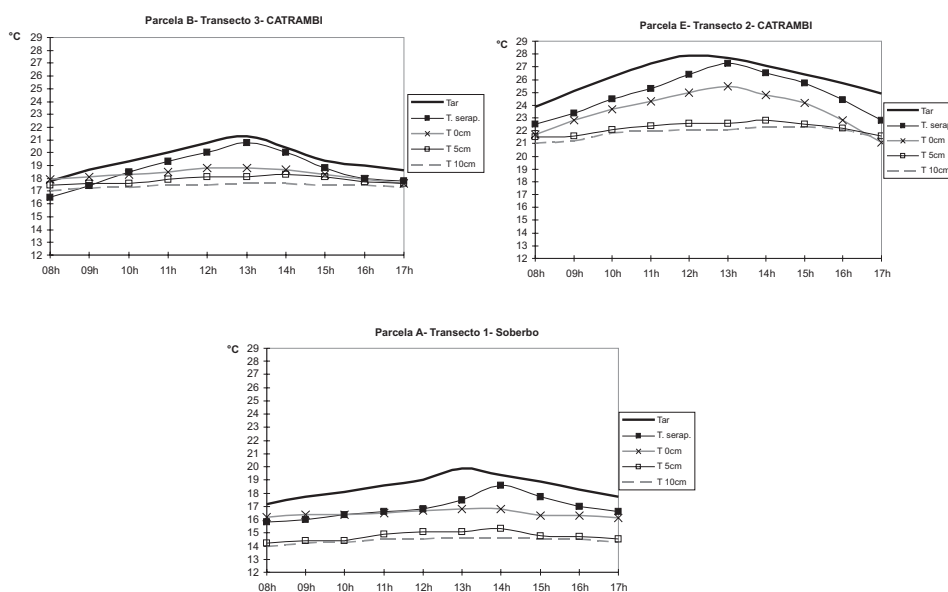 Parcela B- Transecto 3- CATRAMBI
°C
29
28
27
26
25
24
23
22
21
20
19
18
17
16
15
14
13
12
08h 09h 10h 11h 12h 13h 14h 15h 16h 17h
Tar
T. serap.
T 0cm
T 5cm
T 10cm
Parcela E- Transecto 2- CATRAMBI
°C
29
28
27
26
25
24
23
22
21
20
19
18
17
16
15
14
13
12
08h 09h 10h 11h 12h 13h 14h 15h 16h 17h
Tar
T. serap.
T 0cm
T 5cm
T 10cm
Parcela A- Transecto 1- Soberbo
°C
29
28
27
26
25
24
23
22
21
20
19
18
17
16
15
14
13
12
08h 09h 10h 11h 12h 13h 14h 15h 16h 17h
Tar
T. serap.
T 0cm
T 5cm
T 10cm